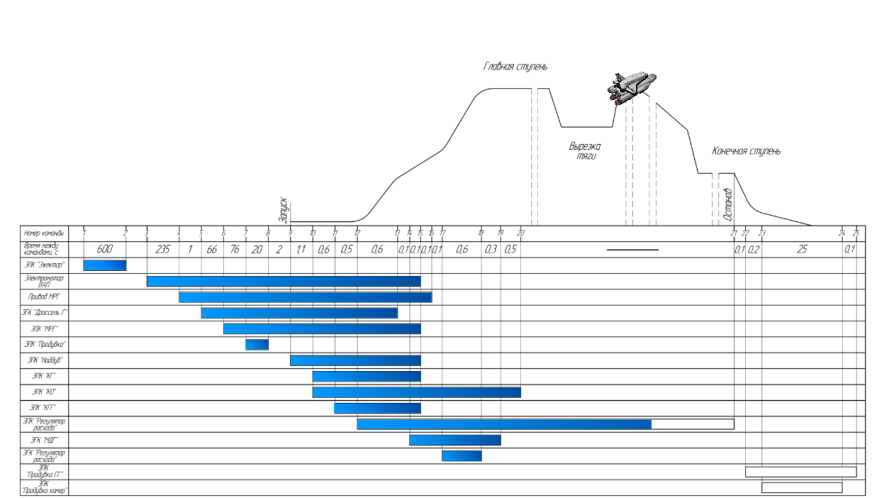 Главная ступень
Вырезка
тяги
Конечная ступень
Запуск
Останов
Номер команды 1 2 3 4 5 6 7 8 9 10 11 12 13 14 15 16 17 18 19 20 21 22 23 24 25
Время между
командами, с 600 235 1 66 76 20 2 1,1 0,6 0,5 0,6 0,1 0,1 0,1 0,1 0,6 0,3 0,5 0,1 0,2 25 0,1
ЭПК "Эжектор"
Электромотор
ВАП
Привод МРГ
ЭГК "Дроссель Г"
ЭПК "МРГ"
ЭПК "Продувка"
ЭПК "Наддув"
ЭПК "КГ"
ЭПК "КО"
ЭПК "КГГ"
ЭПК "Регулятор
расхода"
ЭГК "МДГ"
ЭГК "Регулятор
расхода"
ЭПК
"Продувка ГГ"
ЭПК
"Продувка камер"